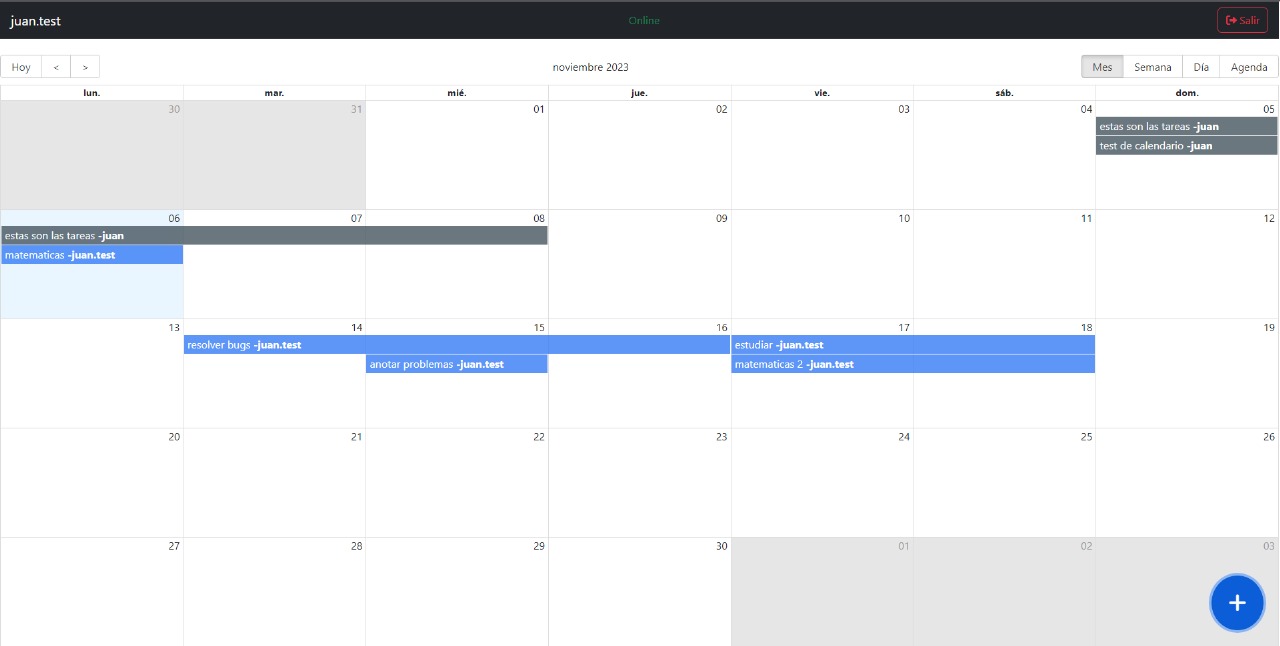 juan.test Online Salir
Hoy < > noviembre 2023 Mes Semana Día Agenda
lun. mar. mié. jue. vie. sáb. dom.
30 31 01 02 03 04 05
estas son las tareas -juan
test de calendario -juan
06 07 08 09 10 11 12
estas son las tareas -juan
matematicas -juan.test
13 14 15 16 17 18 19
resolver bugs -juan.test estudiar -juan.test
anotar problemas -juan.test matematicas 2 -juan.test
20 21 22 23 24 25 26
27 28 29 30 01 02 03
+